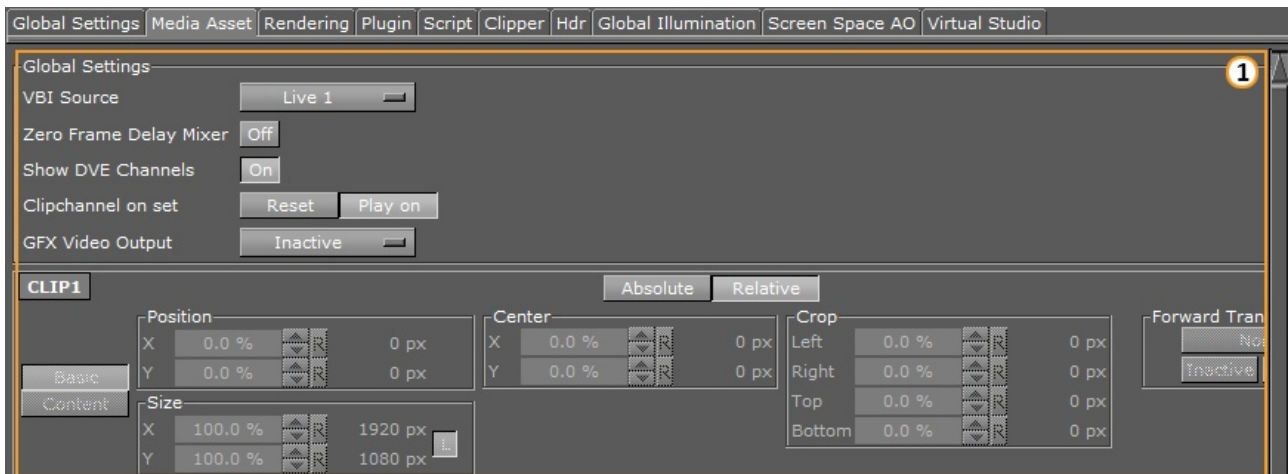 Global Settings Media Asset Rendering Plugin Script Clipper Hdr Global Illumination Screen Space AO Virtual Studio
Global Settings
1
VBI Source Live 1
Zero Frame Delay Mixer Off
Show DVE Channels On
Clipchannel on set Reset Play on
GFX Video Output Inactive
CLIP1 Absolute Relative
Position Center Crop Forward Tran
X 0.0 % R 0 px X 0.0 % R 0 px Left 0.0 % R 0 px
Y 0.0 % R 0 px Y 0.0 % R 0 px Right 0.0 % R 0 px Inactive
Basic
Content
Size Top 0.0 % R 0 px
X 100.0 % R 1920 px L Bottom 0.0 % R 0 px
Y 100.0 % R 1080 px